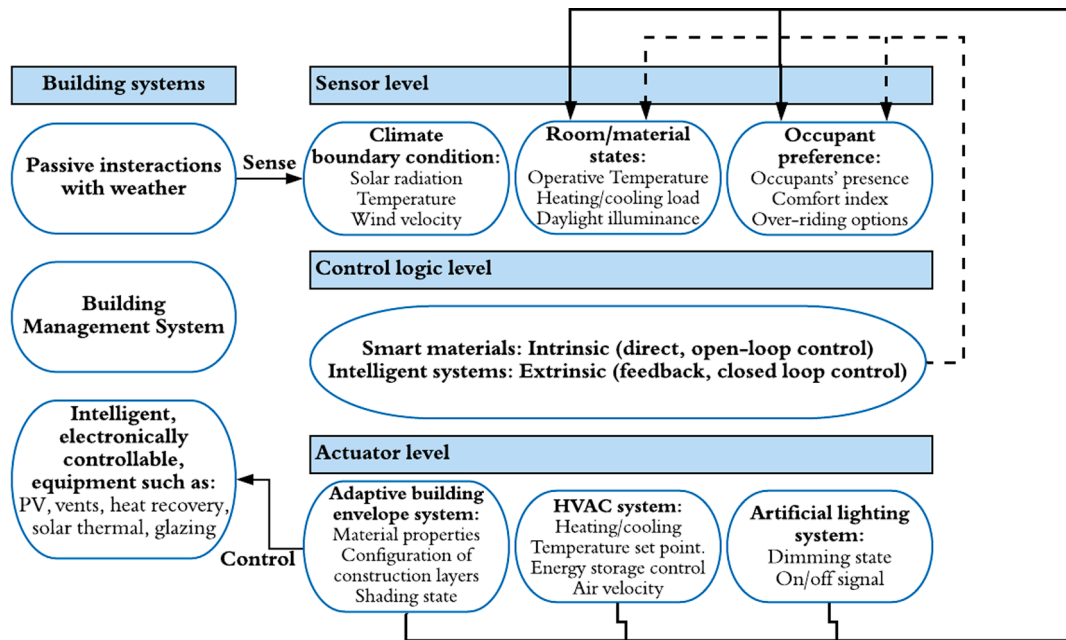 Building systems
Sensor level
Passive insteractions
with weather
Sense
Climate
boundary condition:
Solar radiation
Temperature
Wind velocity
Room/material
states:
Operative Temperature
Heating/cooling load
Daylight illuminance
Occupant
preference:
Occupants' presence
Comfort index
Over-riding options
Control logic level
Building
Management System
Smart materials: Intrinsic (direct, open-loop control)
Intelligent systems: Extrinsic (feedback, closed loop control)
Intelligent,
electronically
controllable,
equipment such as:
PV, vents, heat recovery,
solar thermal, glazing
Control
Actuator level
Adaptive building
envelope system:
Material properties
Configuration of
construction layers
Shading state
HVAC system:
Heating/cooling
Temperature set point.
Energy storage control
Air velocity
Artificial lighting
system:
Dimming state
On/off signal